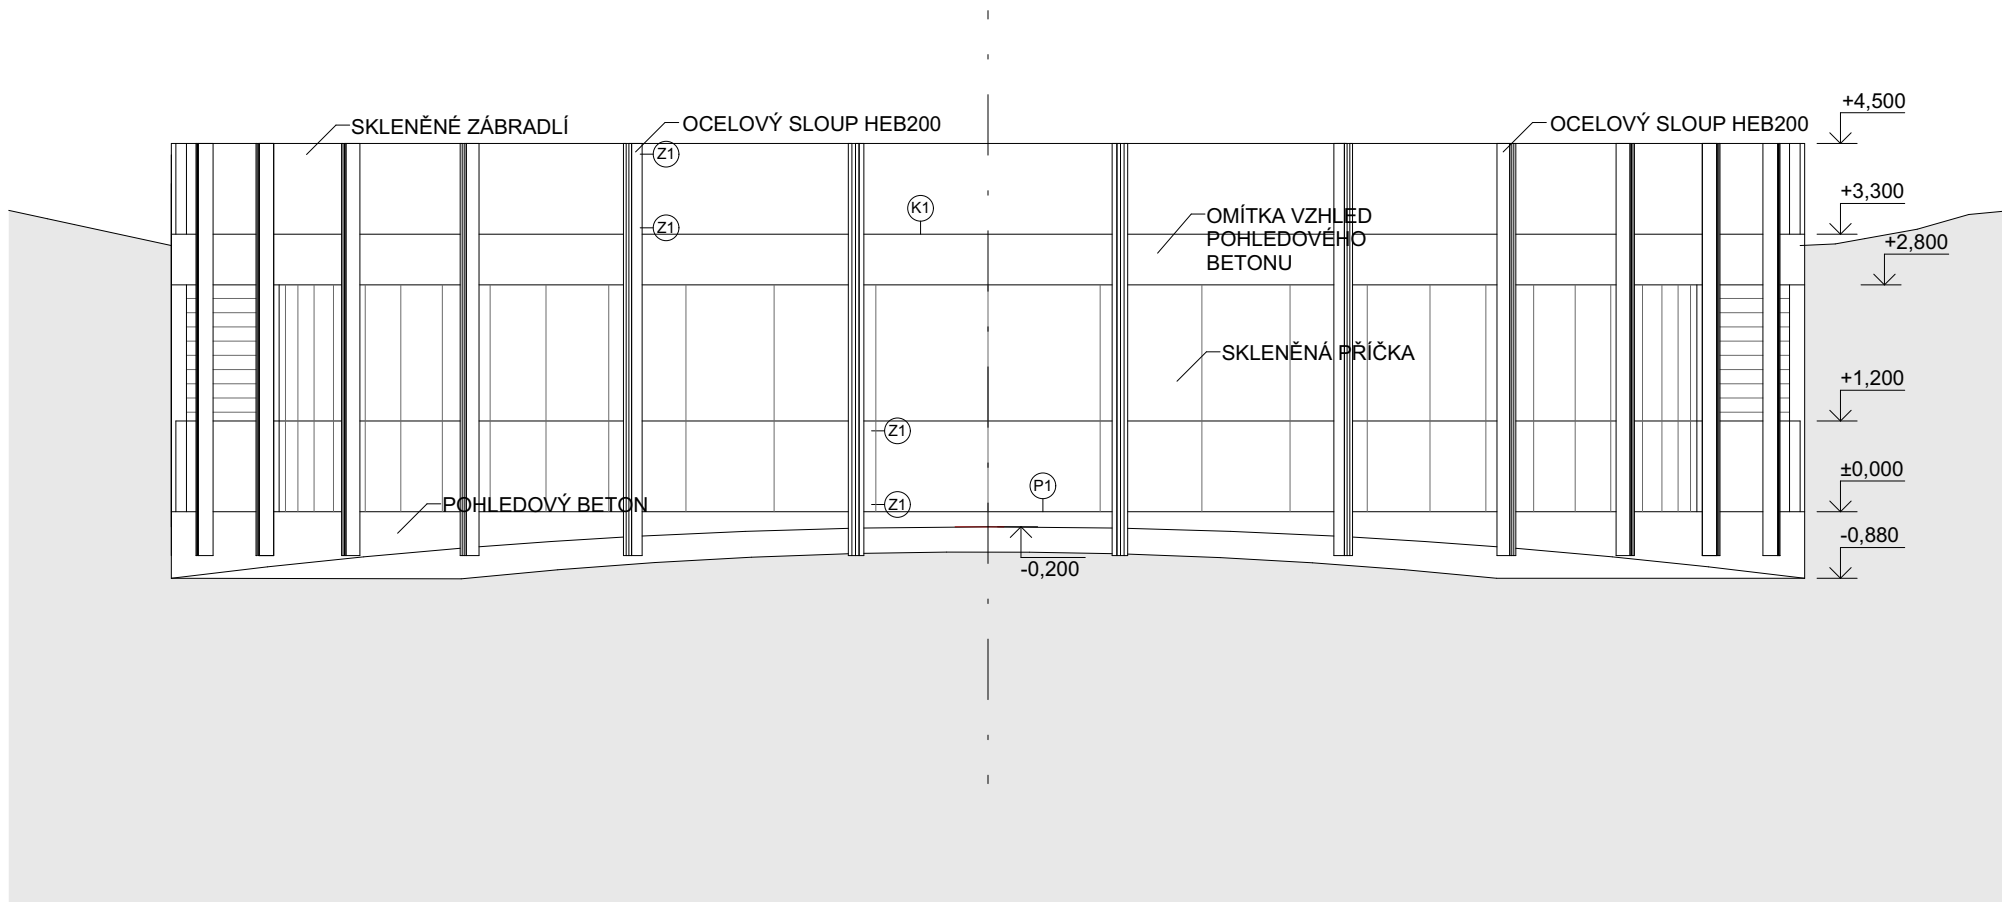 +4,500
SKLENĚNÉ ZÁBRADLÍ
OCELOVÝ SLOUP HEB200
OCELOVÝ SLOUP HEB200
Z1
+3,300
K1
OMÍTKA VZHLED
POHLEDOVÉHO
BETONU
Z1
+2,800
SKLENĚNÁ PŘÍČKA
+1,200
Z1
±0,000
P1
POHLEDOVÝ BETON
Z1
-0,880
-0,200